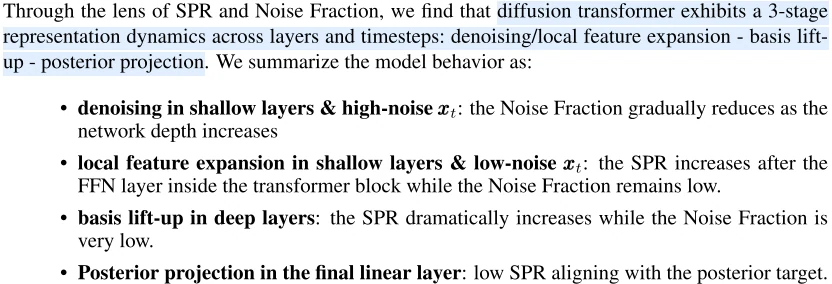 Through the lens of SPR and Noise Fraction, we find that diffusion transformer exhibits a 3-stage
representation dynamics across layers and timesteps: denoising/local feature expansion - basis lift-
up - posterior projection. We summarize the model behavior as:
• denoising in shallow layers & high-noise xₜ: the Noise Fraction gradually reduces as the
network depth increases
• local feature expansion in shallow layers & low-noise xₜ: the SPR increases after the
FFN layer inside the transformer block while the Noise Fraction remains low.
• basis lift-up in deep layers: the SPR dramatically increases while the Noise Fraction is
very low.
• Posterior projection in the final linear layer: low SPR aligning with the posterior target.